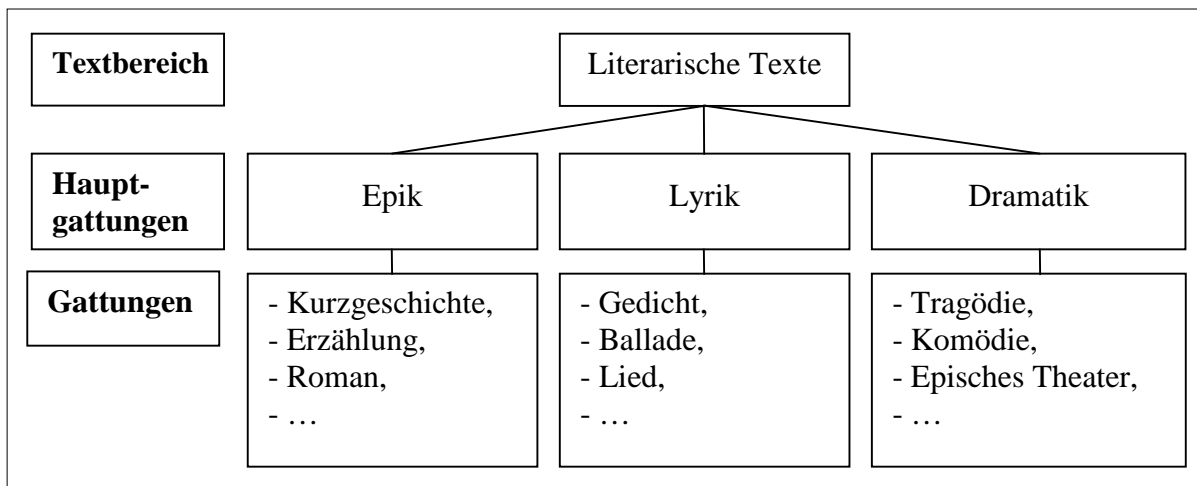 Textbereich
Literarische Texte
Haupt-
gattungen
Epik
Lyrik
Dramatik
Gattungen
- Kurzgeschichte,
- Erzählung,
- Roman,
- …
- Gedicht,
- Ballade,
- Lied,
- …
- Tragödie,
- Komödie,
- Episches Theater,
- …